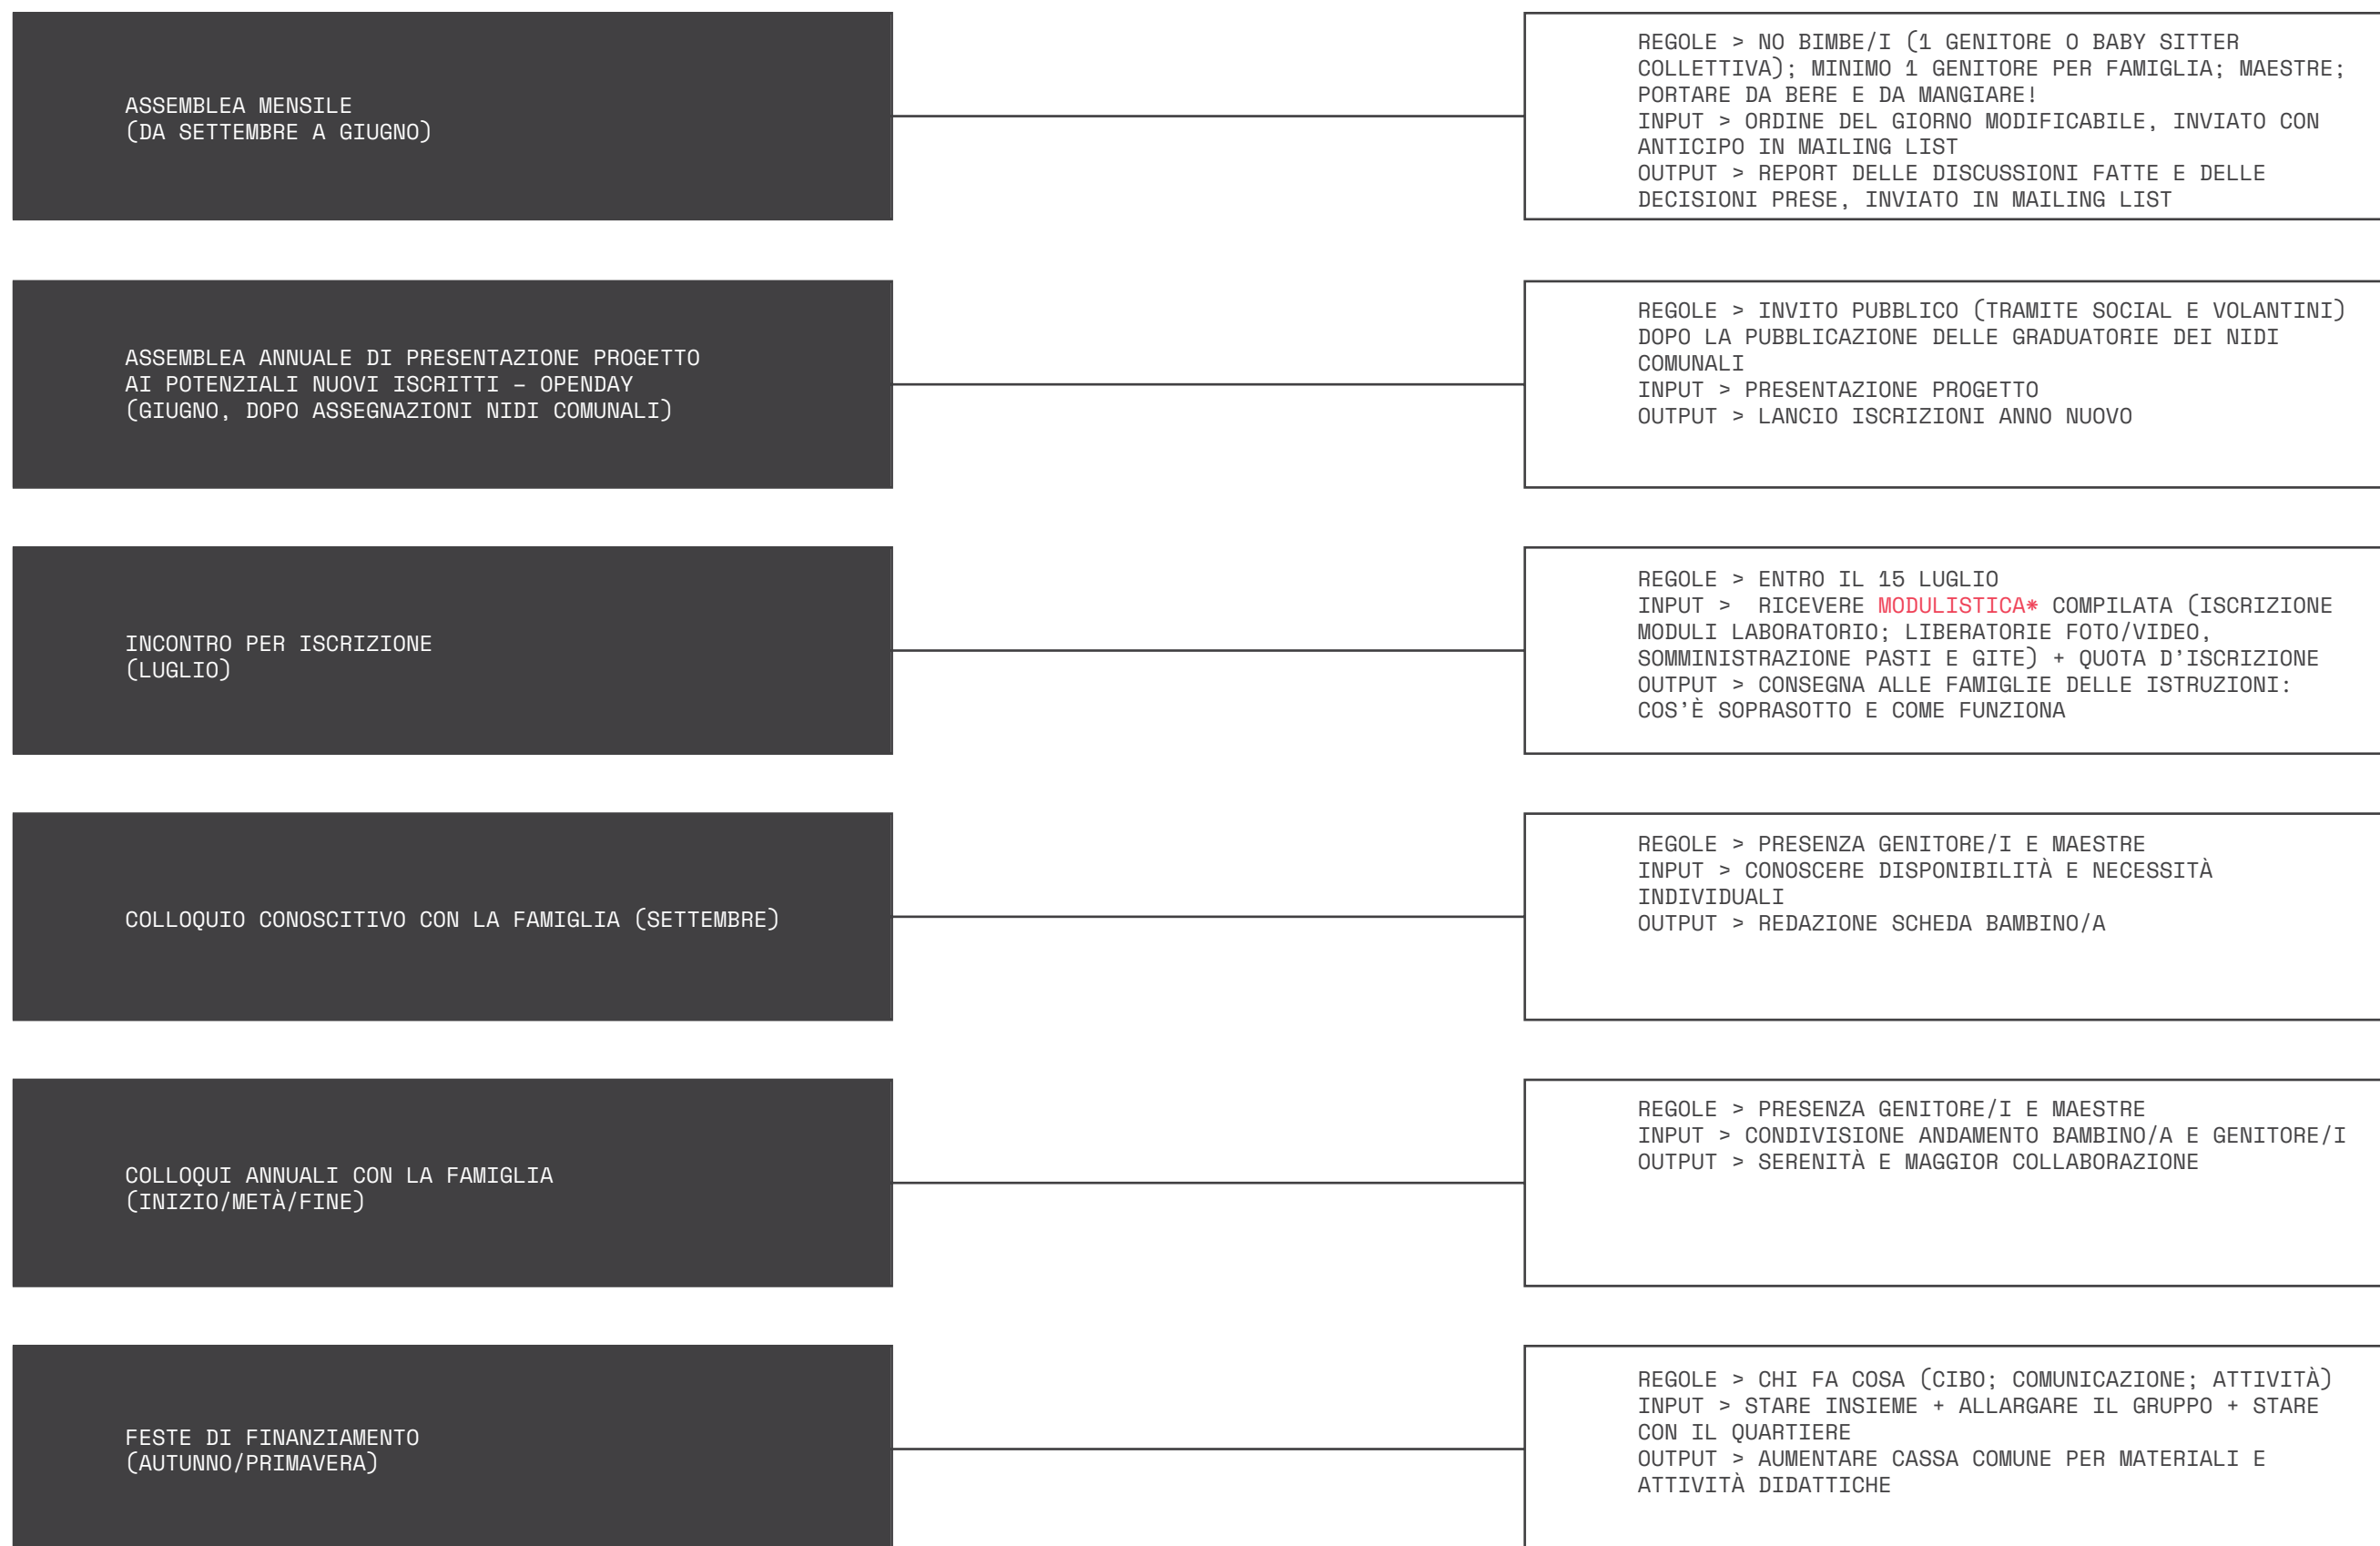 ASSEMBLEA MENSILE
(DA SETTEMBRE A GIUGNO)
REGOLE > NO BIMBE/I (1 GENITORE O BABY SITTER
COLLETTIVA); MINIMO 1 GENITORE PER FAMIGLIA; MAESTRE;
PORTARE DA BERE E DA MANGIARE!
INPUT > ORDINE DEL GIORNO MODIFICABILE, INVIATO CON
ANTICIPO IN MAILING LIST
OUTPUT > REPORT DELLE DISCUSSIONI FATTE E DELLE
DECISIONI PRESE, INVIATO IN MAILING LIST
ASSEMBLEA ANNUALE DI PRESENTAZIONE PROGETTO
AI POTENZIALI NUOVI ISCRITTI – OPENDAY
(GIUGNO, DOPO ASSEGNAZIONI NIDI COMUNALI)
REGOLE > INVITO PUBBLICO (TRAMITE SOCIAL E VOLANTINI)
DOPO LA PUBBLICAZIONE DELLE GRADUATORIE DEI NIDI
COMUNALI
INPUT > PRESENTAZIONE PROGETTO
OUTPUT > LANCIO ISCRIZIONI ANNO NUOVO
INCONTRO PER ISCRIZIONE
(LUGLIO)
REGOLE > ENTRO IL 15 LUGLIO
INPUT >  RICEVERE MODULISTICA* COMPILATA (ISCRIZIONE
MODULI LABORATORIO; LIBERATORIE FOTO/VIDEO,
SOMMINISTRAZIONE PASTI E GITE) + QUOTA D’ISCRIZIONE
OUTPUT > CONSEGNA ALLE FAMIGLIE DELLE ISTRUZIONI:
COS’È SOPRASOTTO E COME FUNZIONA
COLLOQUIO CONOSCITIVO CON LA FAMIGLIA (SETTEMBRE)
REGOLE > PRESENZA GENITORE/I E MAESTRE
INPUT > CONOSCERE DISPONIBILITÀ E NECESSITÀ
INDIVIDUALI
OUTPUT > REDAZIONE SCHEDA BAMBINO/A
COLLOQUI ANNUALI CON LA FAMIGLIA
(INIZIO/METÀ/FINE)
REGOLE > PRESENZA GENITORE/I E MAESTRE
INPUT > CONDIVISIONE ANDAMENTO BAMBINO/A E GENITORE/I
OUTPUT > SERENITÀ E MAGGIOR COLLABORAZIONE
FESTE DI FINANZIAMENTO
(AUTUNNO/PRIMAVERA)
REGOLE > CHI FA COSA (CIBO; COMUNICAZIONE; ATTIVITÀ)
INPUT > STARE INSIEME + ALLARGARE IL GRUPPO + STARE
CON IL QUARTIERE
OUTPUT > AUMENTARE CASSA COMUNE PER MATERIALI E
ATTIVITÀ DIDATTICHE